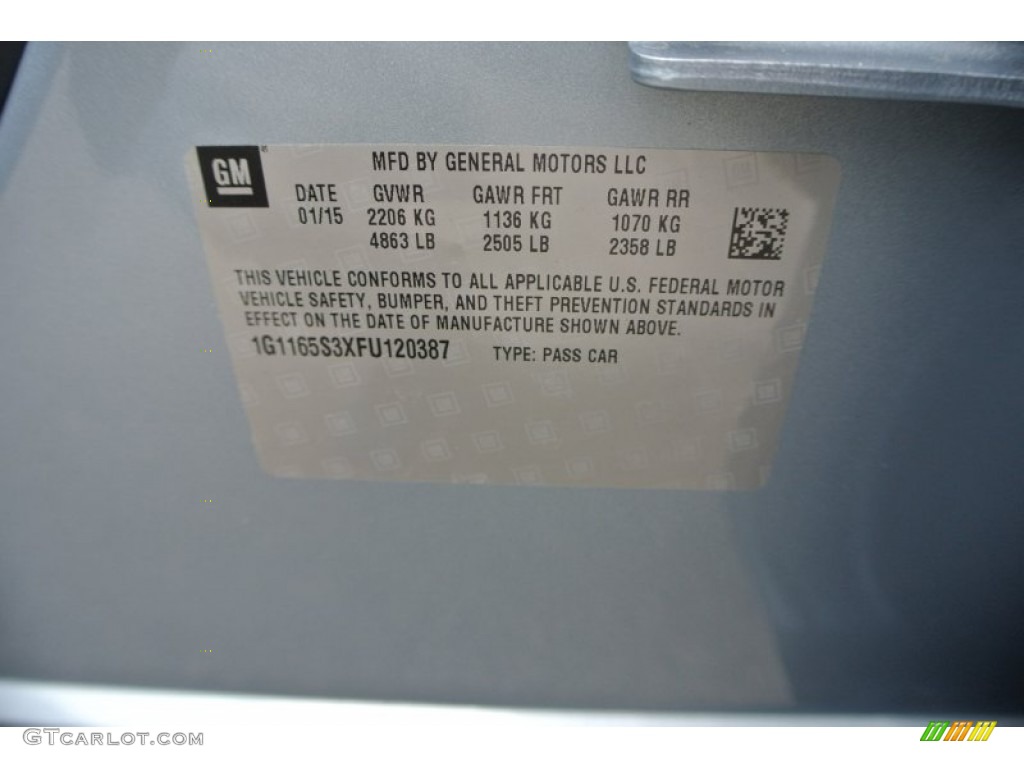 GM
MFD BY GENERAL MOTORS LLC
DATE GVWR GAWR FRT GAWR RR
01/15 2206 KG 1136 KG 1070 KG
4863 LB 2505 LB 2358 LB
THIS VEHICLE CONFORMS TO ALL APPLICABLE U.S. FEDERAL MOTOR
VEHICLE SAFETY, BUMPER, AND THEFT PREVENTION STANDARDS IN
EFFECT ON THE DATE OF MANUFACTURE SHOWN ABOVE.
1G1165S3XFU120387 TYPE: PASS CAR
GTCARLOT.COM